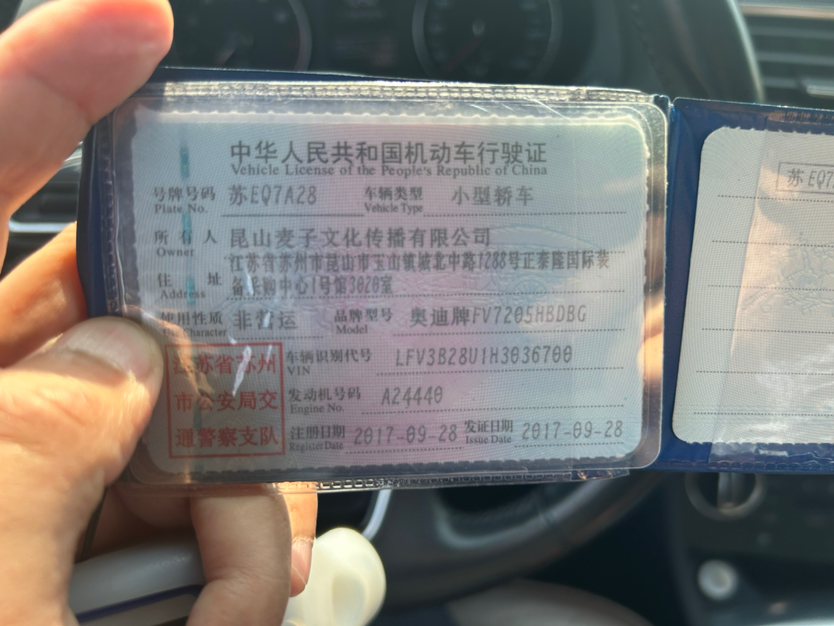 中华人民共和国机动车行驶证
Vehicle License of the People's Republic of China
号牌号码 苏EQ7A28 车辆类型 小型轿车
Plate No. Vehicle Type
所有人 昆山麦子文化传播有限公司
Owner
江苏省苏州市昆山市玉山镇城北中路1288号正泰隆国际装
住址 备采购中心1号馆3020室
Address
使用性质 非营运 品牌型号 奥迪牌FV7205HBDBG
Character Model
江苏省苏州 车辆识别代号 LFV3B28U1H3036700
VIN
市公安局交 发动机号码 A24440
Engine No.
通警察支队 注册日期 2017-09-28 发证日期 2017-09-28
Register Date Issue Date
苏EQ7